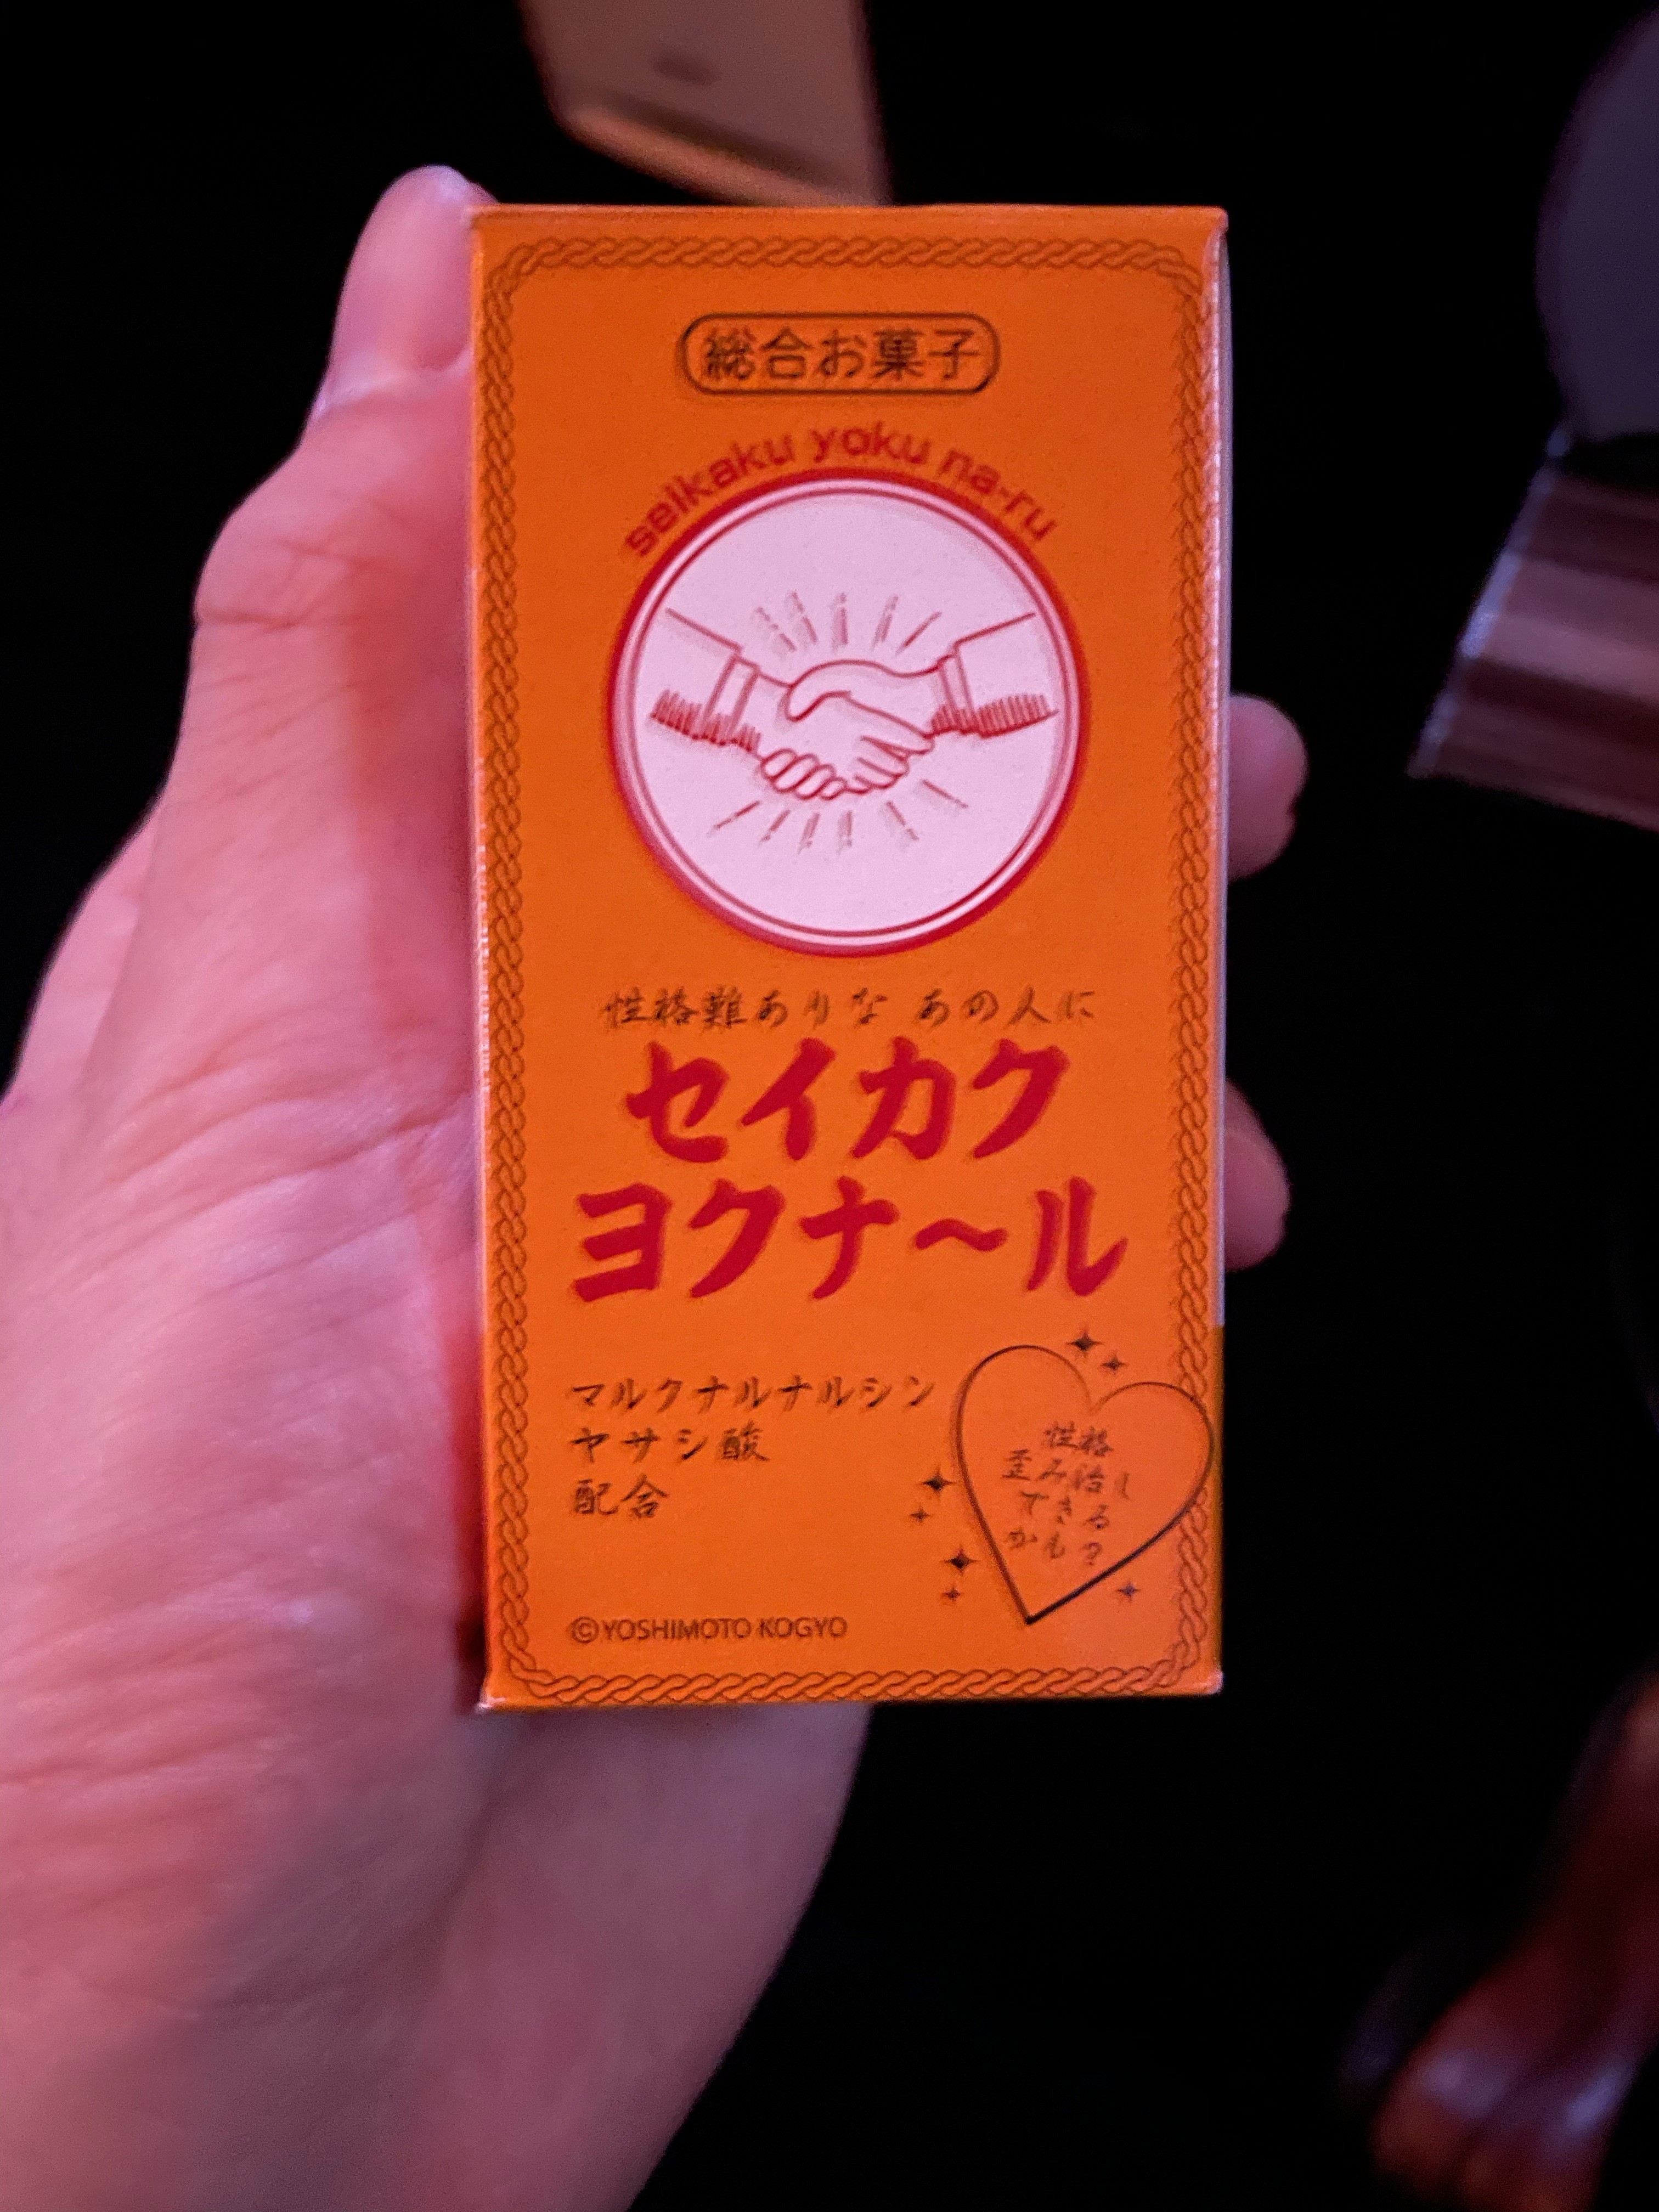 総合お菓子
seikaku yoku na-ru
性格難ありな あの人に
セイカク
ヨクナ〜ル
マルクナルナルシン
ヤサシ酸
配合
性格
歪み治し
できる
かも?
©YOSHIMOTO KOGYO